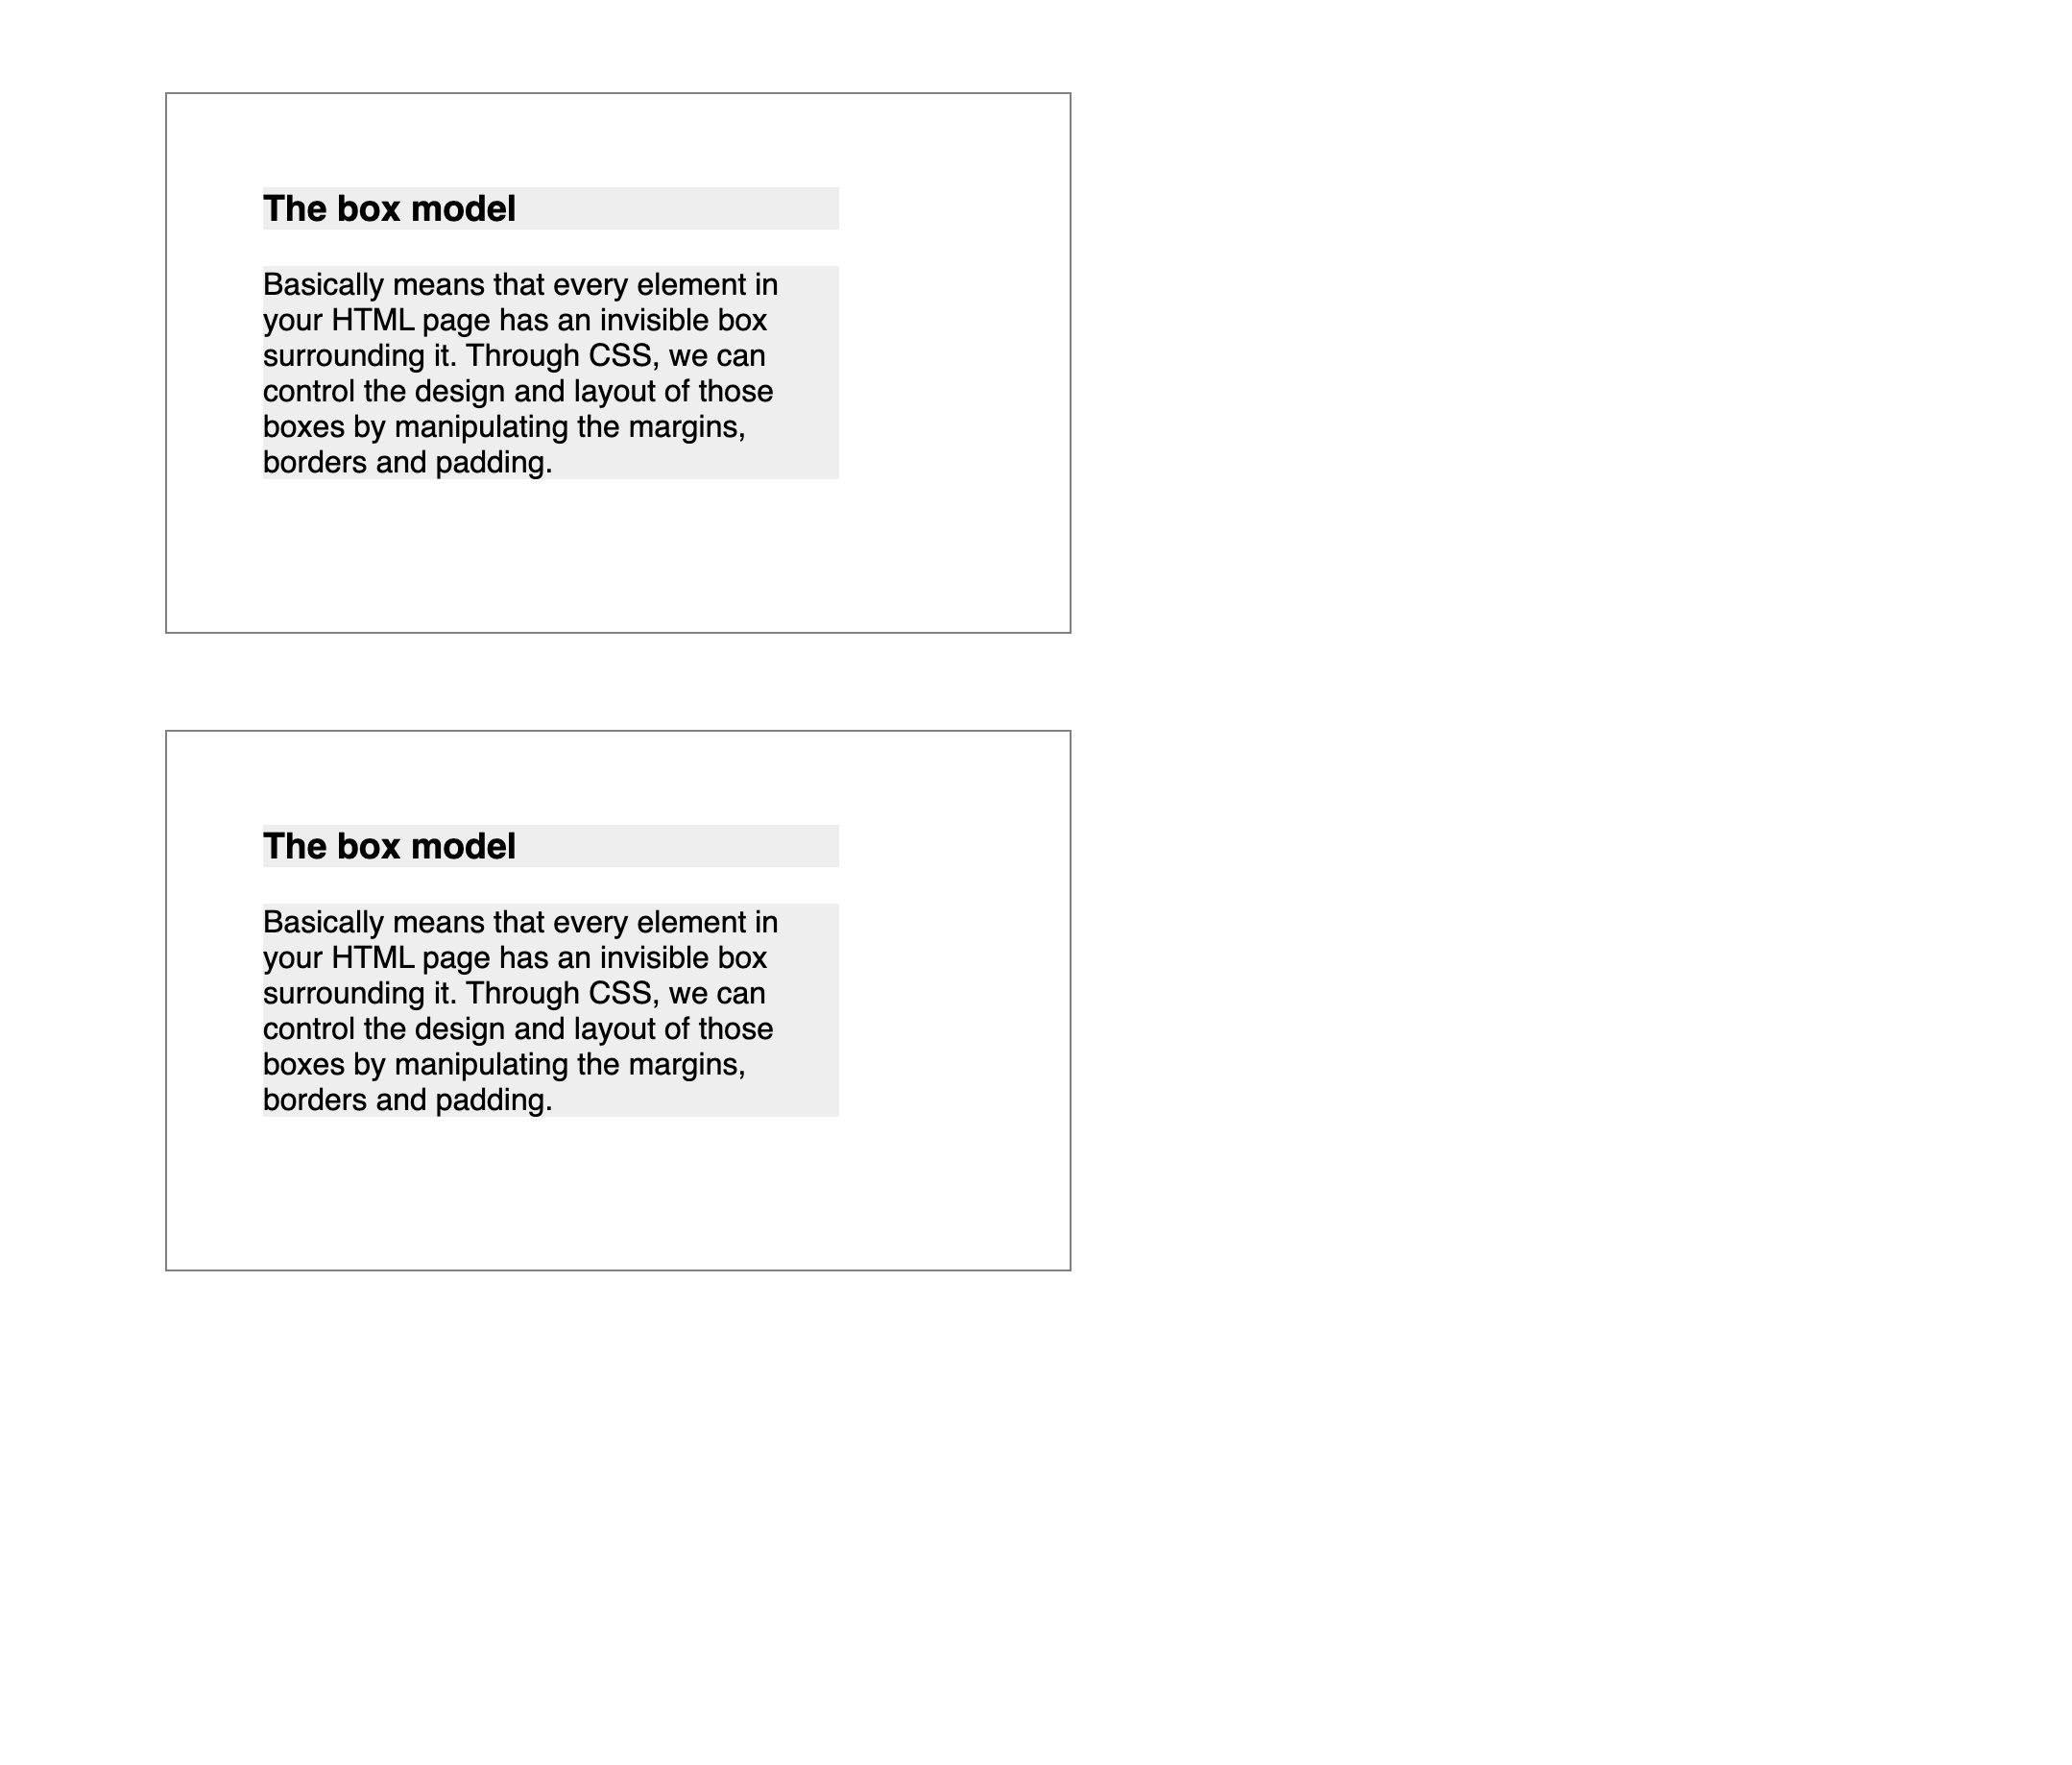 The box model
Basically means that every element in
your HTML page has an invisible box
surrounding it. Through CSS, we can
control the design and layout of those
boxes by manipulating the margins,
borders and padding.
The box model
Basically means that every element in
your HTML page has an invisible box
surrounding it. Through CSS, we can
control the design and layout of those
boxes by manipulating the margins,
borders and padding.